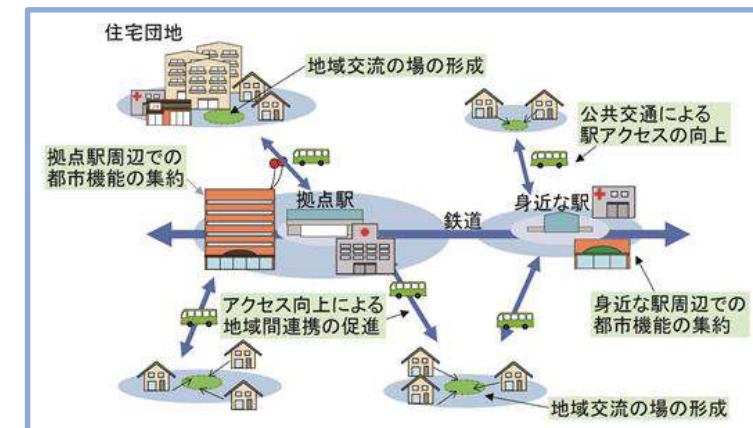 住宅団地
地域交流の場の形成
公共交通による
駅アクセスの向上
拠点駅周辺での
都市機能の集約
拠点駅
身近な駅
鉄道
アクセス向上による
地域間連携の促進
身近な駅周辺での
都市機能の集約
地域交流の場の形成